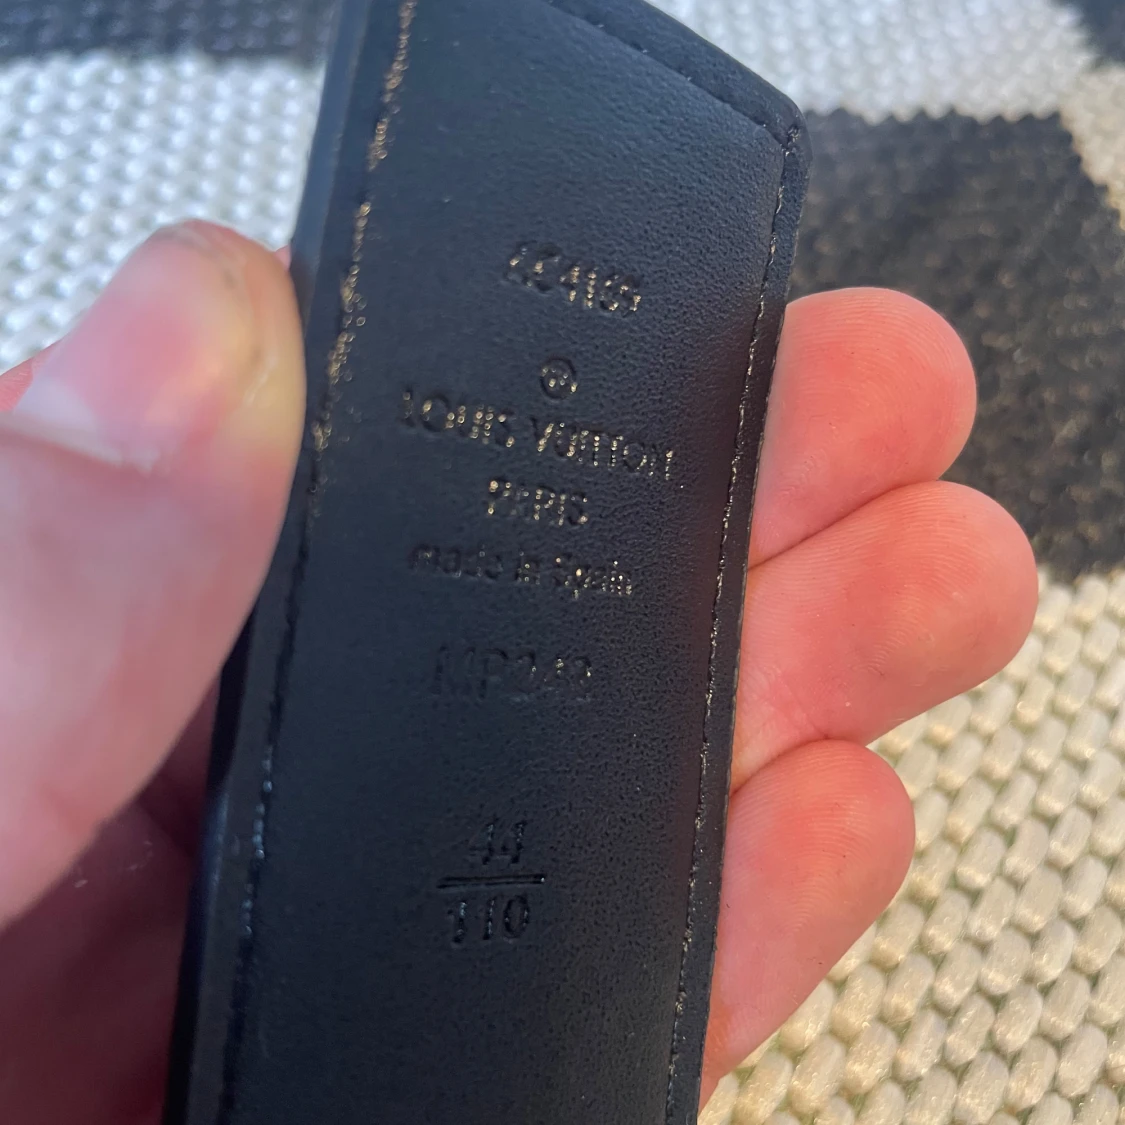 ®
LOUIS VUITTON
PARIS
made in Spain
44
110